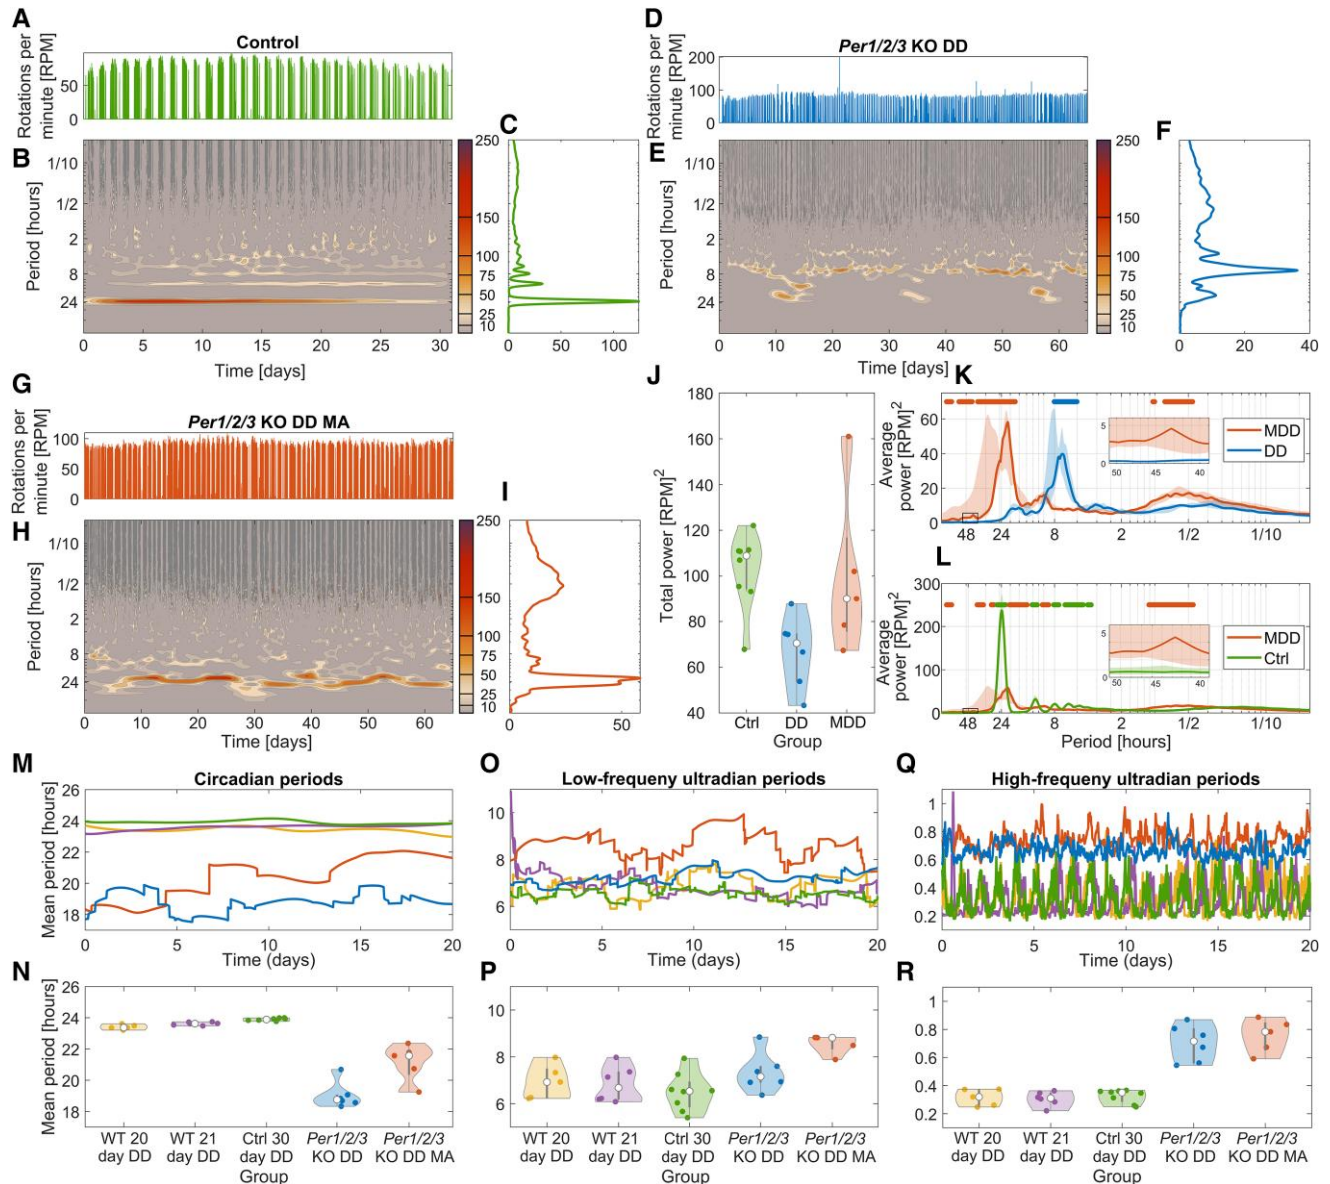 A
Control
Rotations per
minute [RPM]
50
0
B
Period [hours]
1/10
1/2
2
8
24
0 5 10 15 20 25 30
Time [days]
250
150
100
75
50
25
10
C
0 50 100
D
Per1/2/3 KO DD
Rotations per
minute [RPM]
200
100
0
E
Period [hours]
1/10
1/2
2
8
24
0 10 20 30 40 50 60
Time [days]
250
150
100
75
50
25
10
F
0 20 40
G
Per1/2/3 KO DD MA
Rotations per
minute [RPM]
100
50
0
H
Period [hours]
1/10
1/2
2
8
24
0 10 20 30 40 50 60
Time [days]
250
150
100
75
50
25
10
I
0 50
J
Total power [RPM]2
180
160
140
120
100
80
60
40
Ctrl DD MDD
Group
K
Average
power [RPM]2
60
40
20
0
5
0
50 45 40
MDD
DD
48 24 8 2 1/2 1/10
L
Average
power [RPM]2
300
200
100
0
5
0
50 45 40
MDD
Ctrl
48 24 8 2 1/2 1/10
Period [hours]
M
Circadian periods
Mean period [hours]
26
24
22
20
18
0 5 10 15 20
Time (days)
O
Low-frequeny ultradian periods
10
8
6
0 5 10 15 20
Time (days)
Q
High-frequeny ultradian periods
1
0.8
0.6
0.4
0.2
0 5 10 15 20
Time (days)
N
Mean period [hours]
26
24
22
20
18
WT 20 WT 21 Ctrl 30 Per1/2/3 Per1/2/3
day DD day DD day DD KO DD KO DD MA
Group
P
10
8
6
WT 20 WT 21 Ctrl 30 Per1/2/3 Per1/2/3
day DD day DD day DD KO DD KO DD MA
Group
R
1
0.8
0.6
0.4
0.2
WT 20 WT 21 Ctrl 30 Per1/2/3 Per1/2/3
day DD day DD day DD KO DD KO DD MA
Group